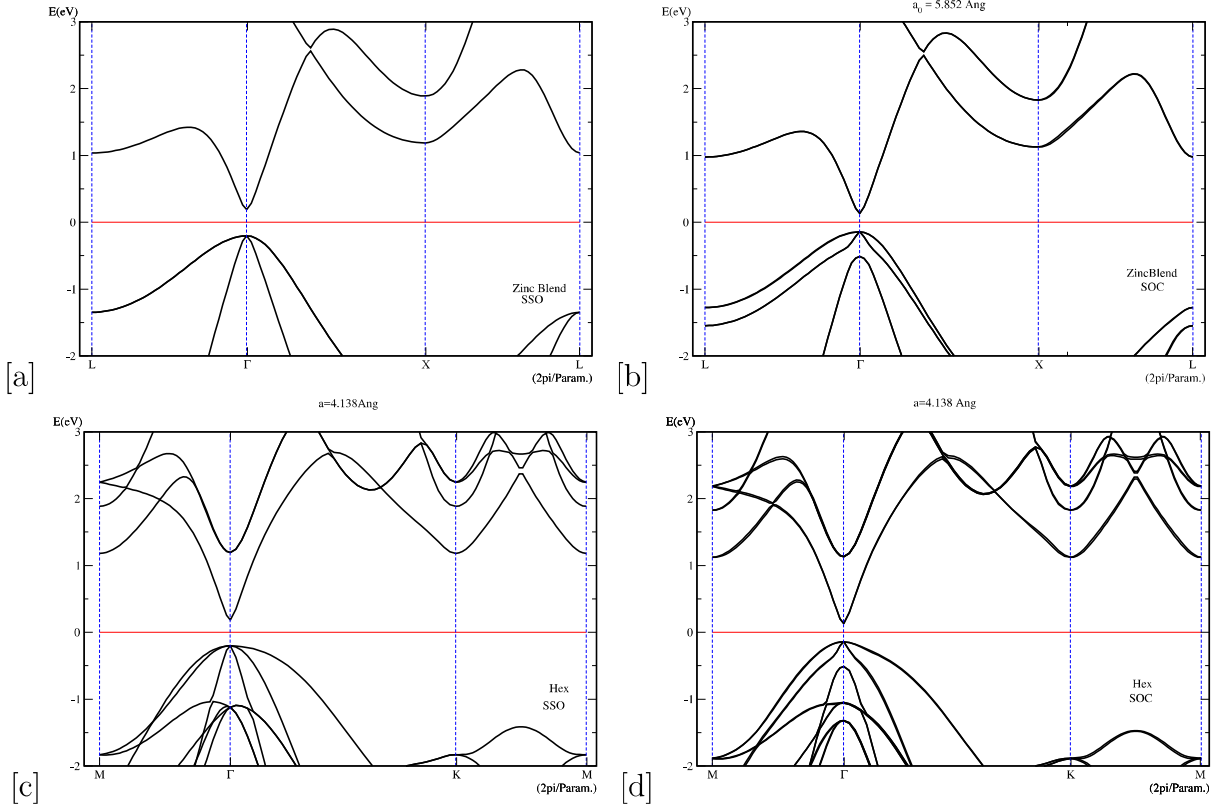 E(eV)
3
2
1
0
-1
-2
Zinc Blend
SSO
L
Γ
X
L
(2pi/Param.)
[a]
a0 = 5.852 Ang
E(eV)
3
2
1
0
-1
-2
ZincBlend
SOC
L
Γ
X
L
(2pi/Param.)
[b]
a=4.138Ang
E(eV)
3
2
1
0
-1
-2
Hex
SSO
M
Γ
K
M
(2pi/Param.)
[c]
a=4.138 Ang
E(eV)
3
2
1
0
-1
-2
Hex
SOC
M
Γ
K
M
(2pi/Param.)
[d]